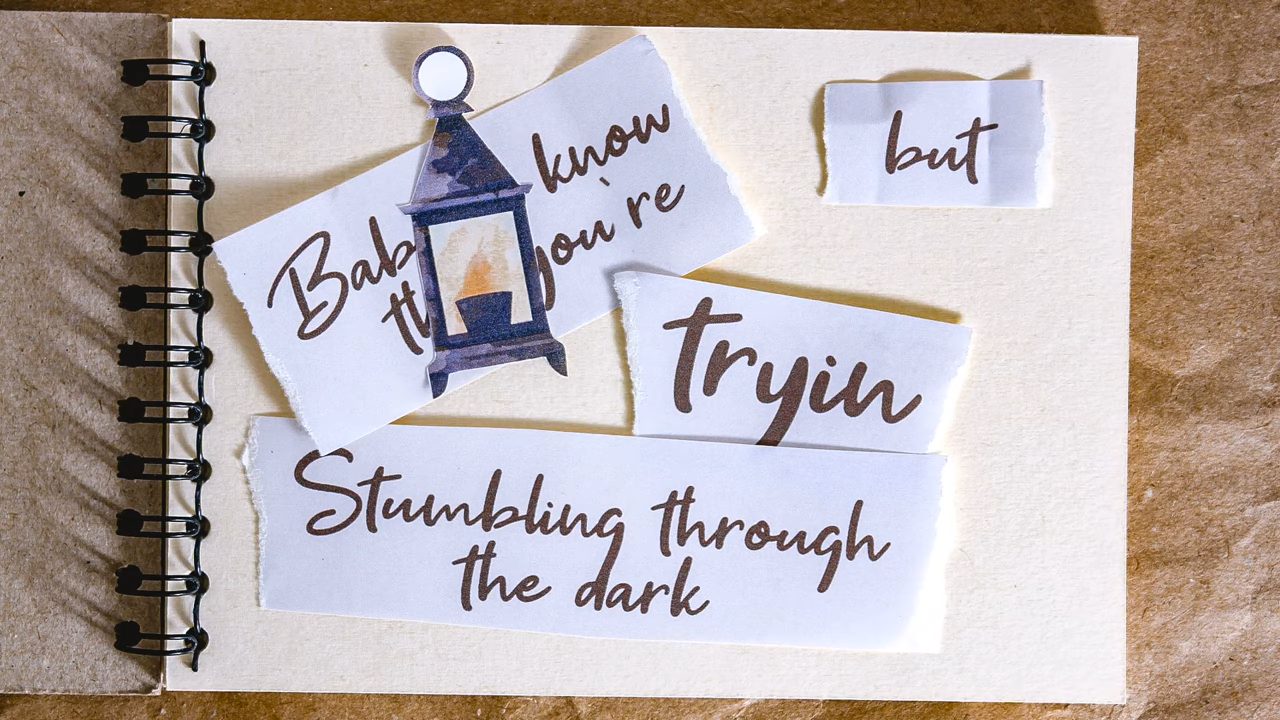 know
you're
but
tryin
Stumbling through
the dark